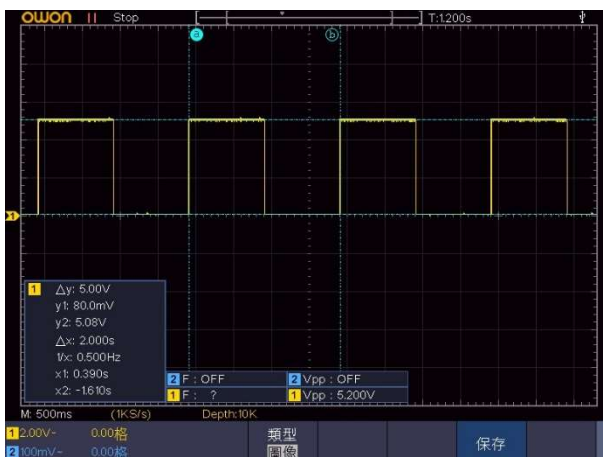 OWON Stop T:1.200s
a b
1
1 △y: 5.00V
y1: 80.0mV
y2: 5.08V
△x: 2.000s
1/x: 0.500Hz
x1: 0.390s
x2: -1.610s
2 F : OFF 2 Vpp : OFF
1 F : ? 1 Vpp : 5.200V
M: 500ms (1KS/s) Depth:10K
1 2.00V~ 0.00格 類型 保存
2 100mV~ 0.00格 圖像